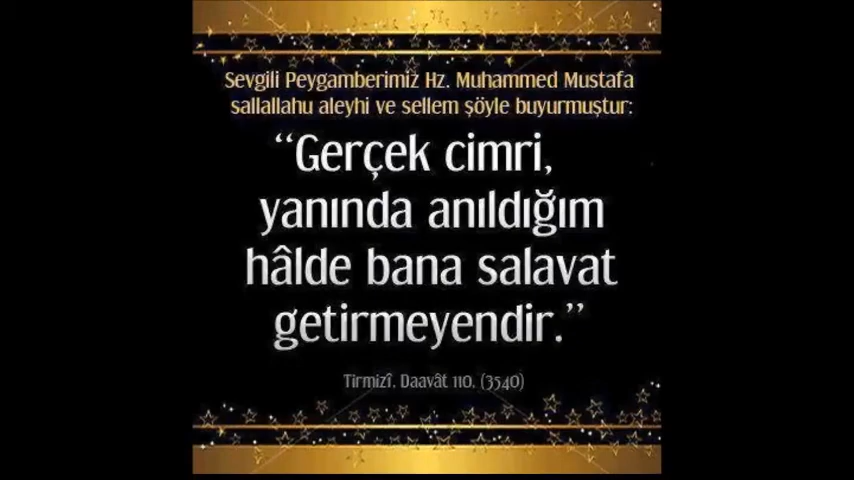 Sevgili Peygamberimiz Hz. Muhammed Mustafa
sallallahu aleyhi ve sellem şöyle buyurmuştur:
“Gerçek cimri,
yanında anıldığım
hâlde bana salavat
getirmeyendir.”
Tirmizî, Daavât 110, (3540)